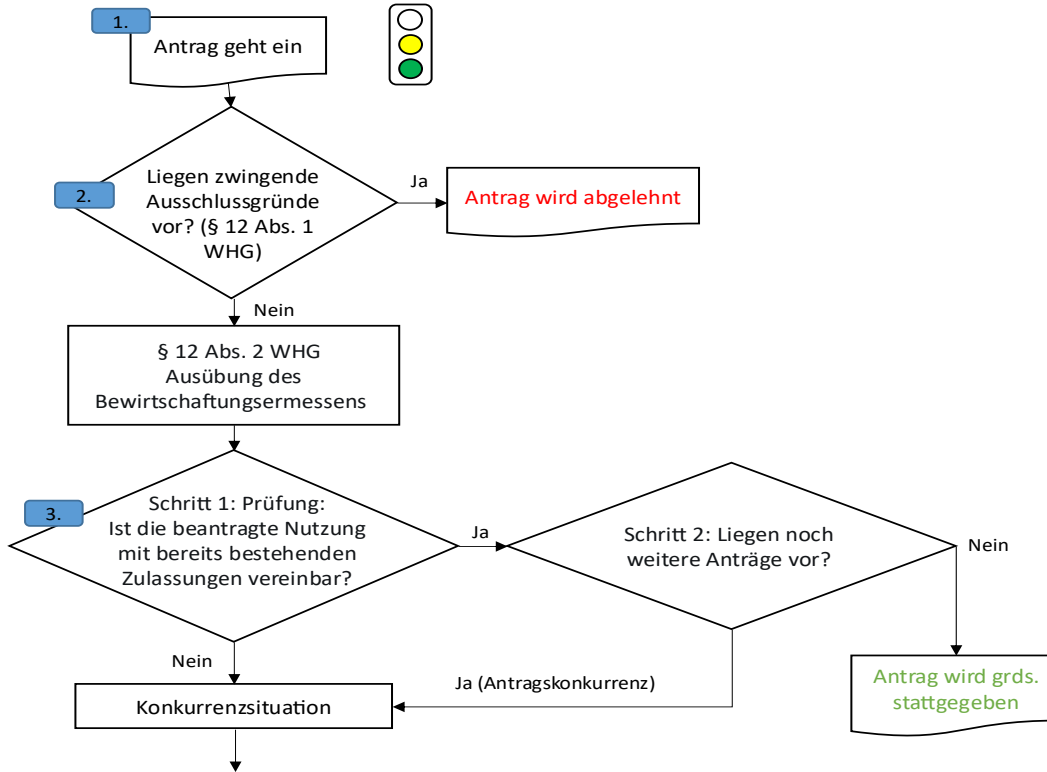 1.
Antrag geht ein
2.
Liegen zwingende
Ausschlussgründe
vor? (§ 12 Abs. 1
WHG)
Ja
Antrag wird abgelehnt
Nein
§ 12 Abs. 2 WHG
Ausübung des
Bewirtschaftungsermessens
3.
Schritt 1: Prüfung:
Ist die beantragte Nutzung
mit bereits bestehenden
Zulassungen vereinbar?
Ja
Schritt 2: Liegen noch
weitere Anträge vor?
Nein
Antrag wird grds.
stattgegeben
Nein
Ja (Antragskonkurrenz)
Konkurrenzsituation